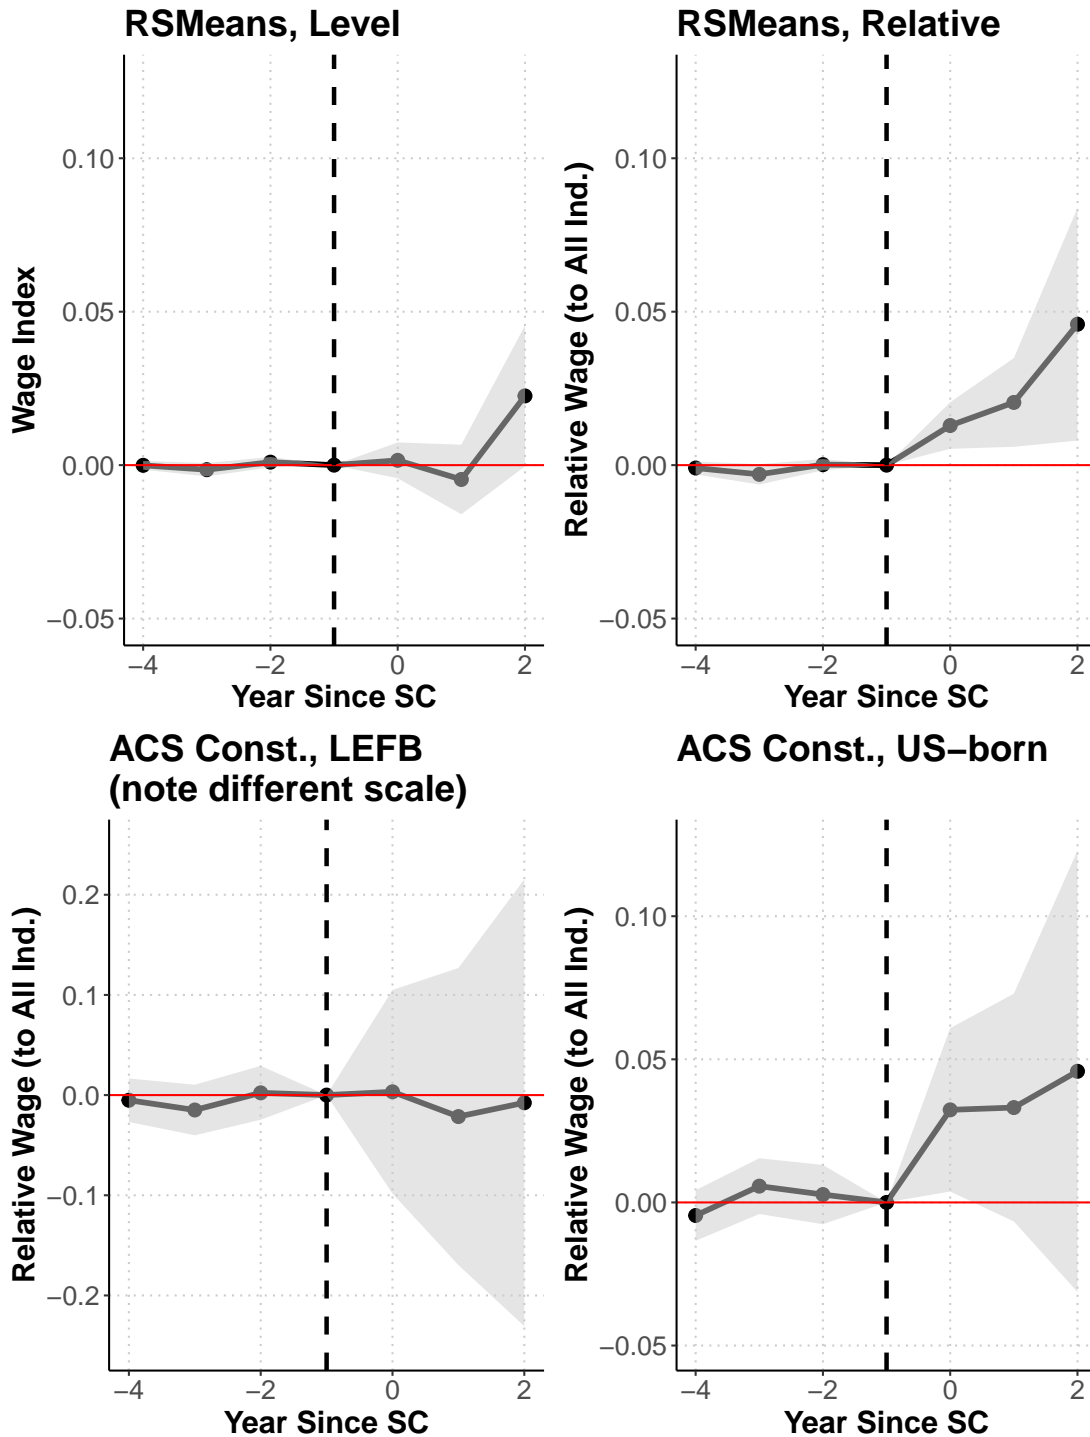 RSMeans, Level
Wage Index
0.10
0.05
0.00
−0.05
−4 −2 0 2
Year Since SC
RSMeans, Relative
Relative Wage (to All Ind.)
0.10
0.05
0.00
−0.05
−4 −2 0 2
Year Since SC
ACS Const., LEFB
(note different scale)
Relative Wage (to All Ind.)
0.2
0.1
0.0
−0.1
−0.2
−4 −2 0 2
Year Since SC
ACS Const., US−born
Relative Wage (to All Ind.)
0.10
0.05
0.00
−0.05
−4 −2 0 2
Year Since SC